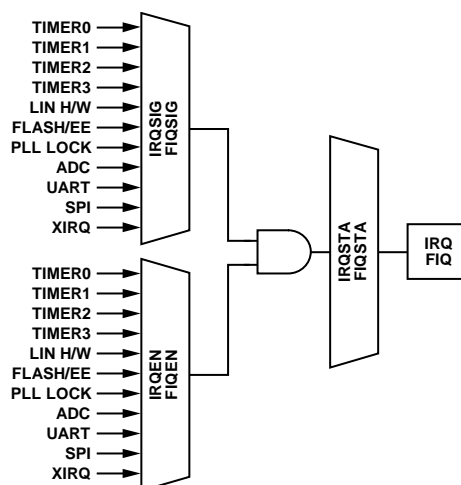 TIMER0
TIMER1
TIMER2
TIMER3
LIN H/W
FLASH/EE
PLL LOCK
ADC
UART
SPI
XIRQ
IRQSIG
FIQSIG
TIMER0
TIMER1
TIMER2
TIMER3
LIN H/W
FLASH/EE
PLL LOCK
ADC
UART
SPI
XIRQ
IRQEN
FIQEN
IRQSTA
FIQSTA
IRQ
FIQ